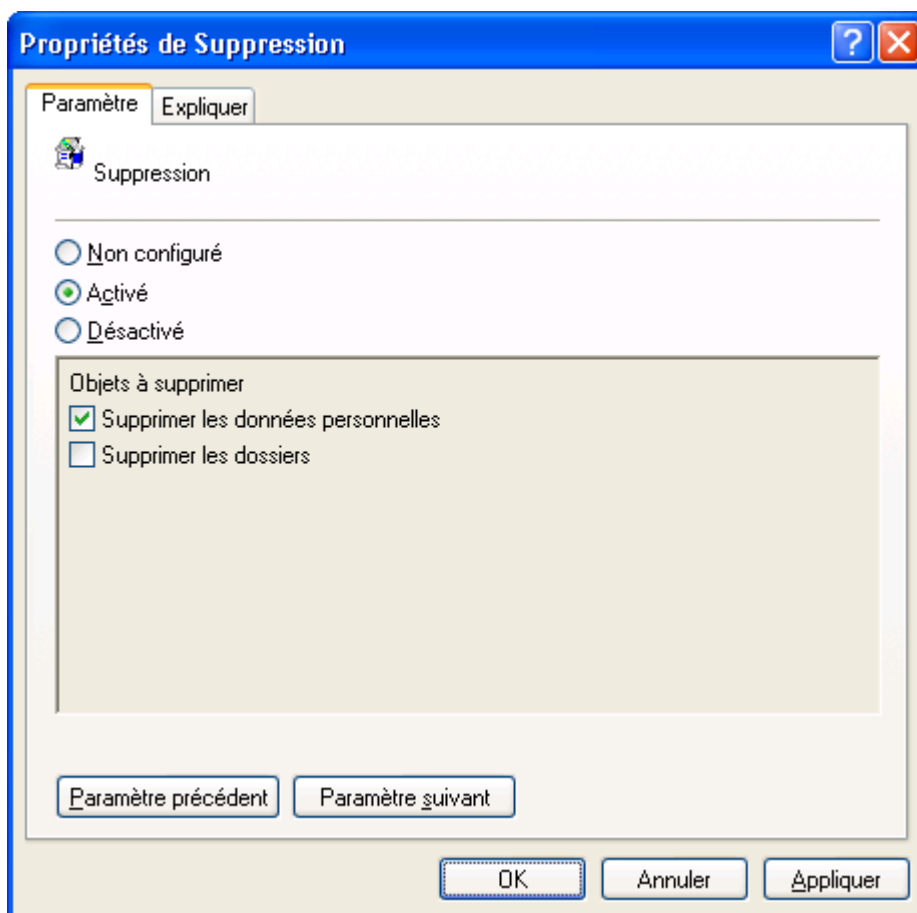 Propriétés de Suppression
Paramètre
Expliquer
Suppression
Non configuré
Activé
Désactivé
Objets à supprimer
Supprimer les données personnelles
Supprimer les dossiers
Paramètre précédent
Paramètre suivant
OK
Annuler
Appliquer